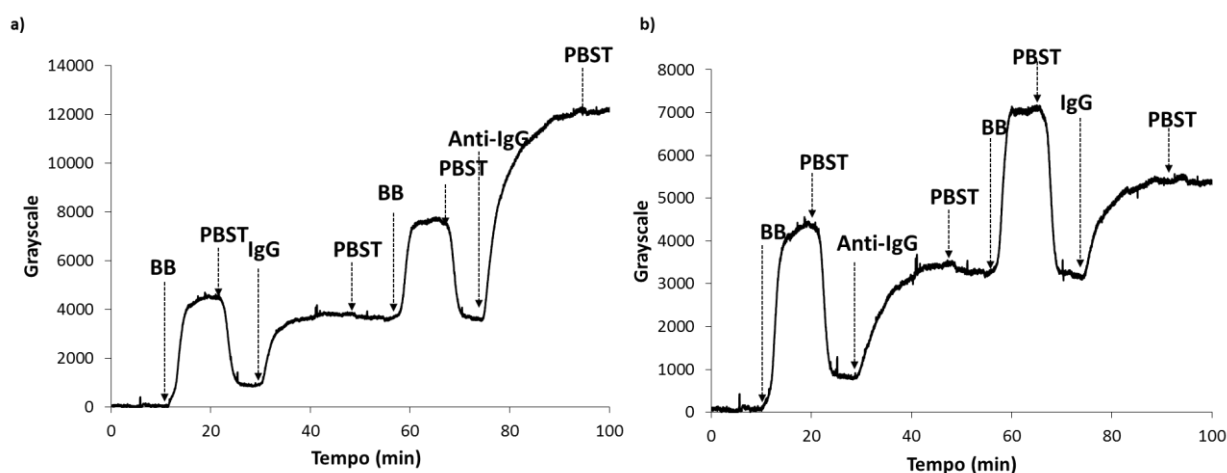 a)
PBST
14000
12000
10000
8000
6000
4000
2000
0
Grayscale
BB
PBST
IgG
PBST
BB
PBST
Anti-IgG
0 20 40 60 80 100
Tempo (min)
b)
PBST
8000
7000
6000
5000
4000
3000
2000
1000
0
Grayscale
BB
PBST
Anti-IgG
PBST
BB
IgG
PBST
0 20 40 60 80 100
Tempo (min)